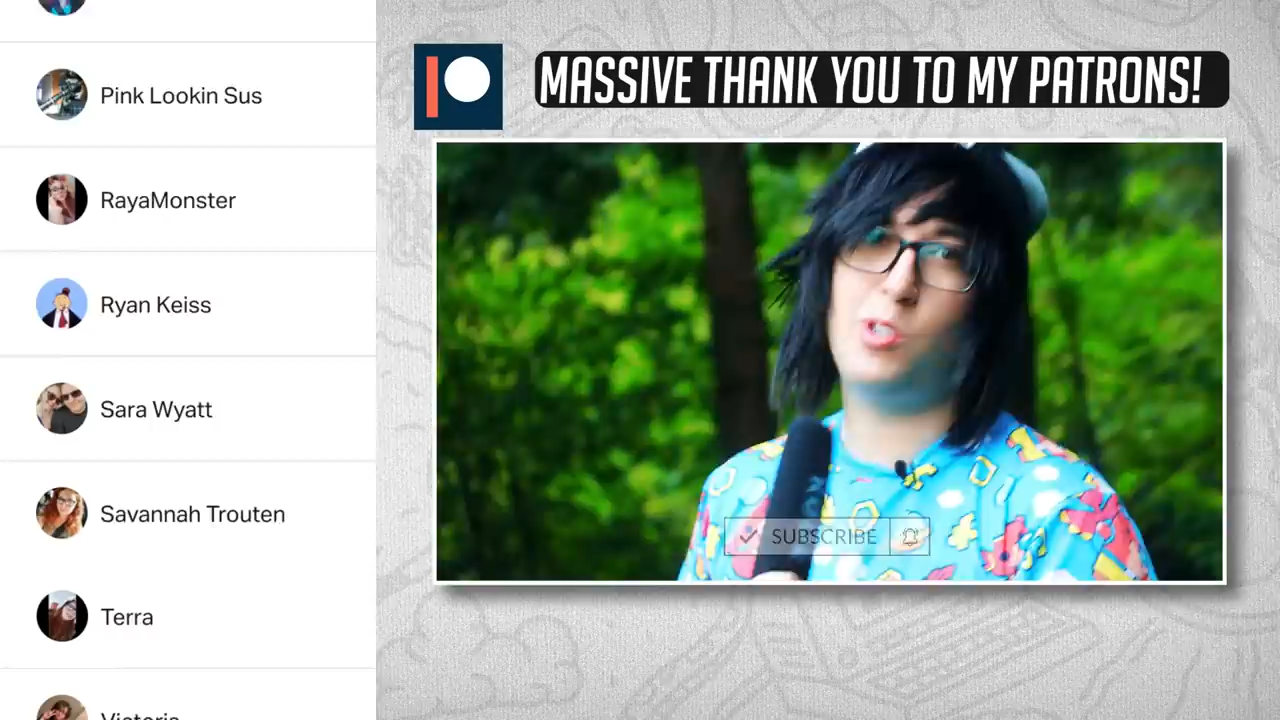 MASSIVE THANK YOU TO MY PATRONS!
Pink Lookin Sus
RayaMonster
Ryan Keiss
Sara Wyatt
Savannah Trouten
Terra
SUBSCRIBE